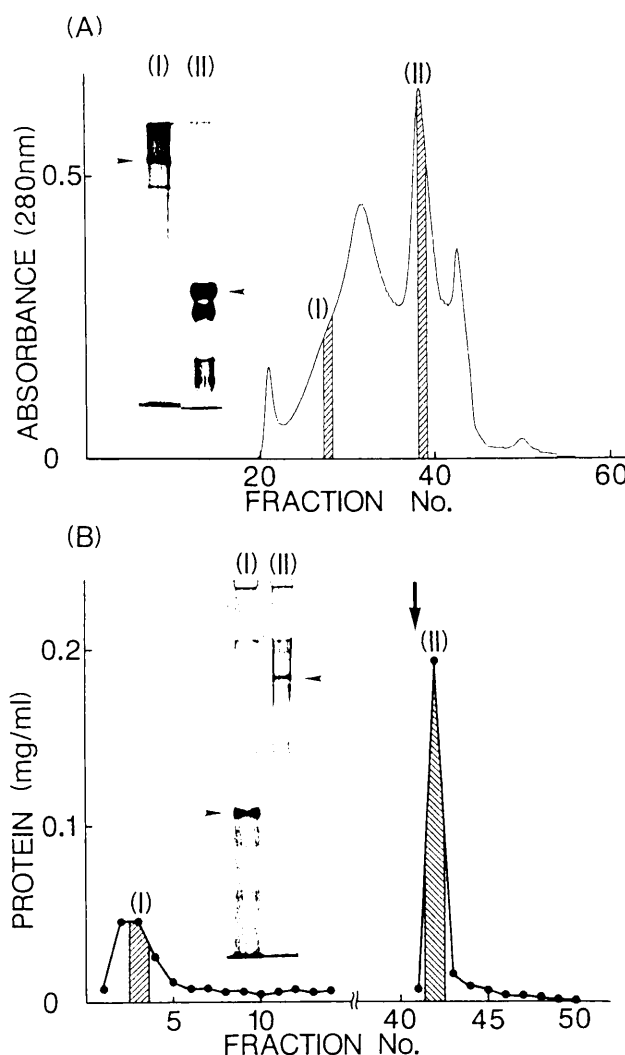 (A)
(I) (II)
(II)
0.5
(I)
0
ABSORBANCE (280nm)
20 40 60
FRACTION No.
(B)
(I) (II)
(II)
0.2
0.1
(I)
0
PROTEIN (mg/ml)
5 10 40 45 50
FRACTION No.